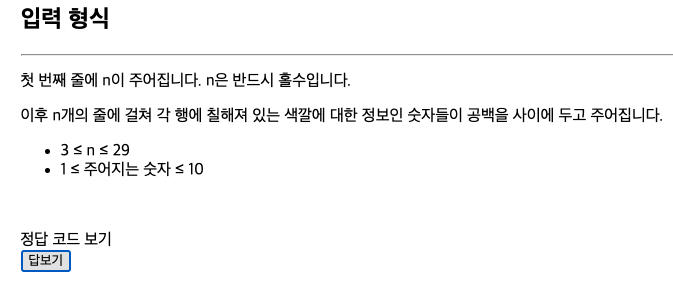 입력 형식
첫 번째 줄에 n이 주어집니다. n은 반드시 홀수입니다.
이후 n개의 줄에 걸쳐 각 행에 칠해져 있는 색깔에 대한 정보인 숫자들이 공백을 사이에 두고 주어집니다.
• 3 ≤ n ≤ 29
• 1 ≤ 주어지는 숫자 ≤ 10
정답 코드 보기
답보기